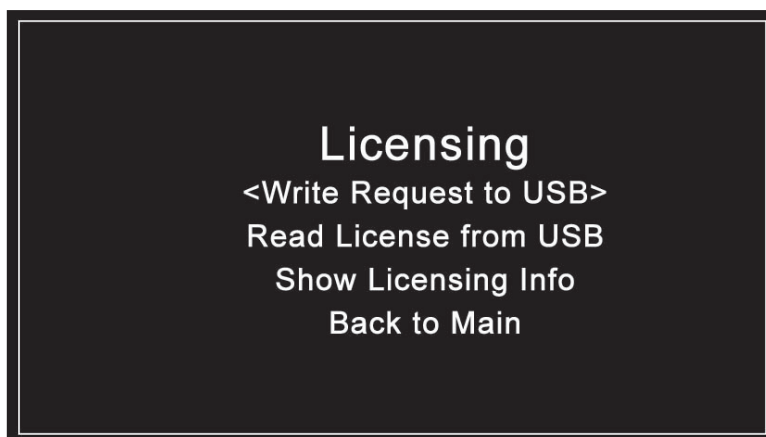 Licensing
<Write Request to USB>
Read License from USB
Show Licensing Info
Back to Main